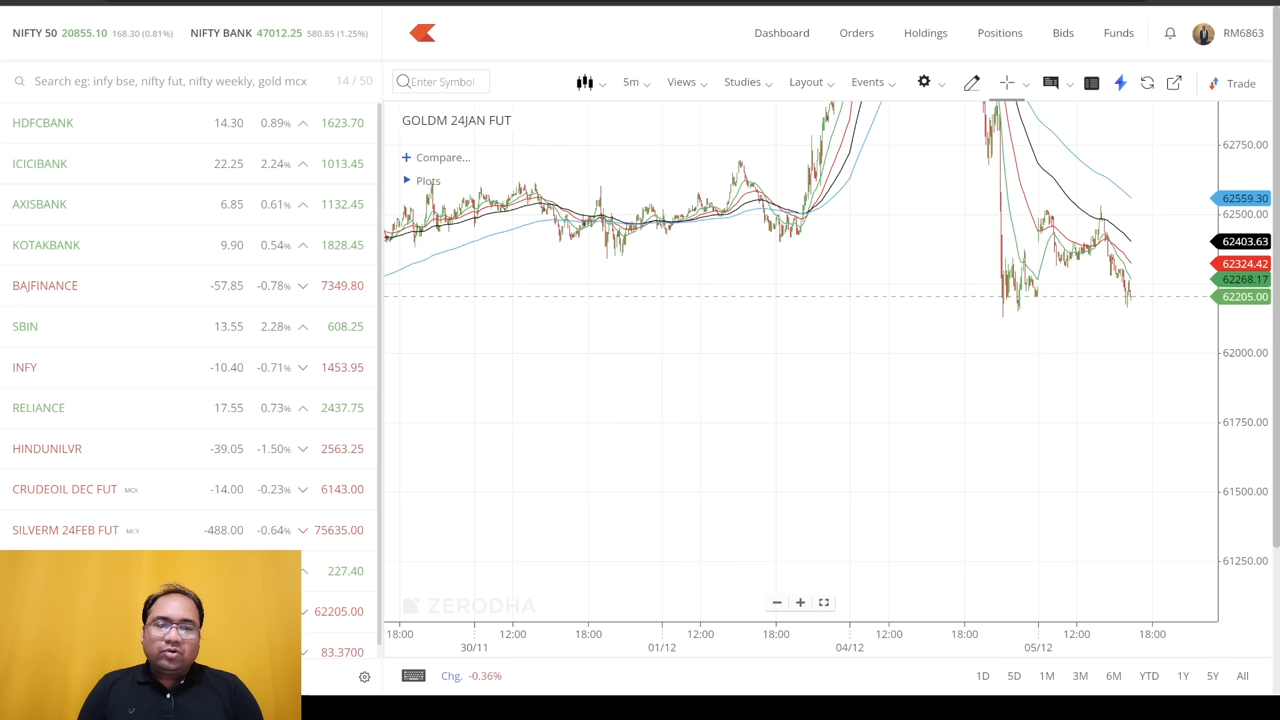 NIFTY 50 20855.10 168.30 (0.81%) NIFTY BANK 47012.25 580.85 (1.25%)
Dashboard Orders Holdings Positions Bids Funds RM6863
Search eg: infy bse, nifty fut, nifty weekly, gold mcx 14 / 50
Enter Symbol 5m Views Studies Layout Events Trade
HDFCBANK 14.30 0.89% 1623.70
ICICIBANK 22.25 2.24% 1013.45
AXISBANK 6.85 0.61% 1132.45
KOTAKBANK 9.90 0.54% 1828.45
BAJFINANCE -57.85 -0.78% 7349.80
SBIN 13.55 2.28% 608.25
INFY -10.40 -0.71% 1453.95
RELIANCE 17.55 0.73% 2437.75
HINDUNILVR -39.05 -1.50% 2563.25
CRUDEOIL DEC FUT MCX -14.00 -0.23% 6143.00
SILVERM 24FEB FUT MCX -488.00 -0.64% 75635.00
227.40
62205.00
83.3700
GOLDM 24JAN FUT
Compare...
Plots
62750.00
62559.30
62500.00
62403.63
62324.42
62268.17
62205.00
62000.00
61750.00
61500.00
61250.00
ZERODHA
18:00 12:00 18:00 12:00 18:00 12:00 18:00 12:00 18:00
30/11 01/12 04/12 05/12
Chg. -0.36% 1D 5D 1M 3M 6M YTD 1Y 5Y All